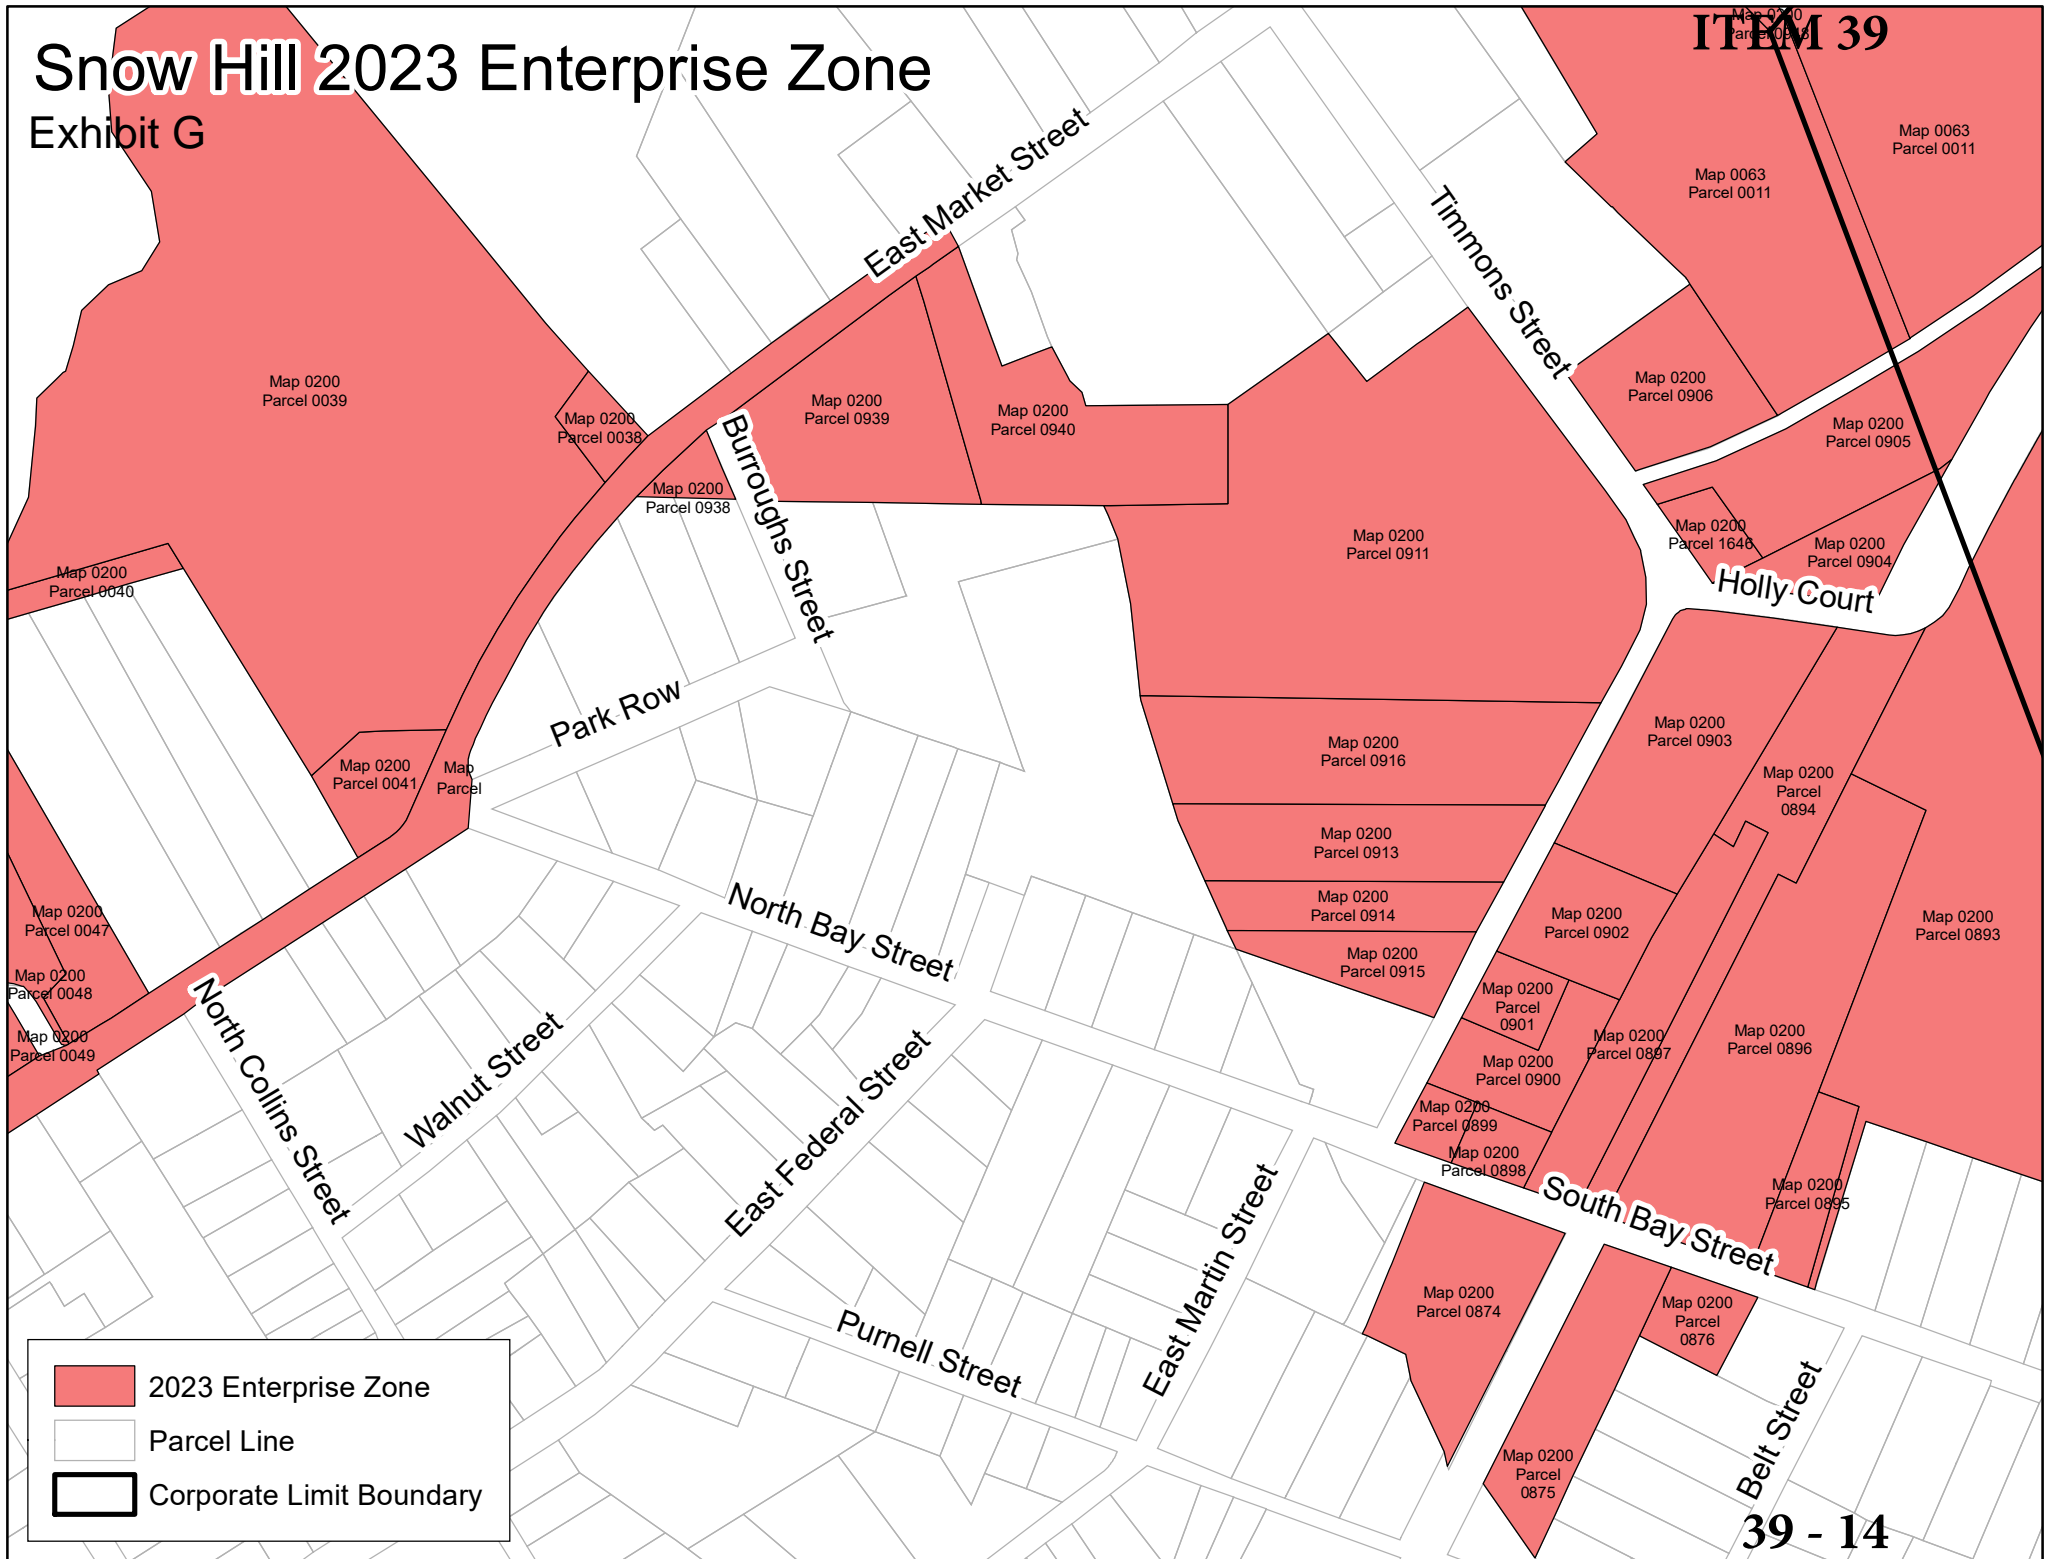 Snow Hill 2023 Enterprise Zone
Exhibit G
ITEM 39
Map 0063
Parcel 0011
Map 0063
Parcel 0011
East Market Street
Timmons Street
Map 0200
Parcel 0039
Map 0200
Parcel 0038
Map 0200
Parcel 0939
Map 0200
Parcel 0940
Map 0200
Parcel 0906
Map 0200
Parcel 0905
Map 0200
Parcel 0938
Burroughs Street
Map 0200
Parcel 0911
Map 0200
Parcel 1646
Map 0200
Parcel 0904
Holly Court
Map 0200
Parcel 0040
Park Row
Map 0200
Parcel 0041
Map
Parcel
Map 0200
Parcel 0916
Map 0200
Parcel 0903
Map 0200
Parcel
0894
Map 0200
Parcel 0913
Map 0200
Parcel 0914
Map 0200
Parcel 0915
Map 0200
Parcel 0902
Map 0200
Parcel 0893
Map 0200
Parcel 0047
Map 0200
Parcel 0048
Map 0200
Parcel 0049
North Bay Street
Map 0200
Parcel
0901
Map 0200
Parcel 0897
Map 0200
Parcel 0896
Map 0200
Parcel 0900
Map 0200
Parcel 0899
Map 0200
Parcel 0898
North Collins Street
Walnut Street
East Federal Street
East Martin Street
South Bay Street
Map 0200
Parcel 0895
Map 0200
Parcel 0874
Map 0200
Parcel
0876
Purnell Street
Belt Street
Map 0200
Parcel
0875
2023 Enterprise Zone
Parcel Line
Corporate Limit Boundary
39 - 14